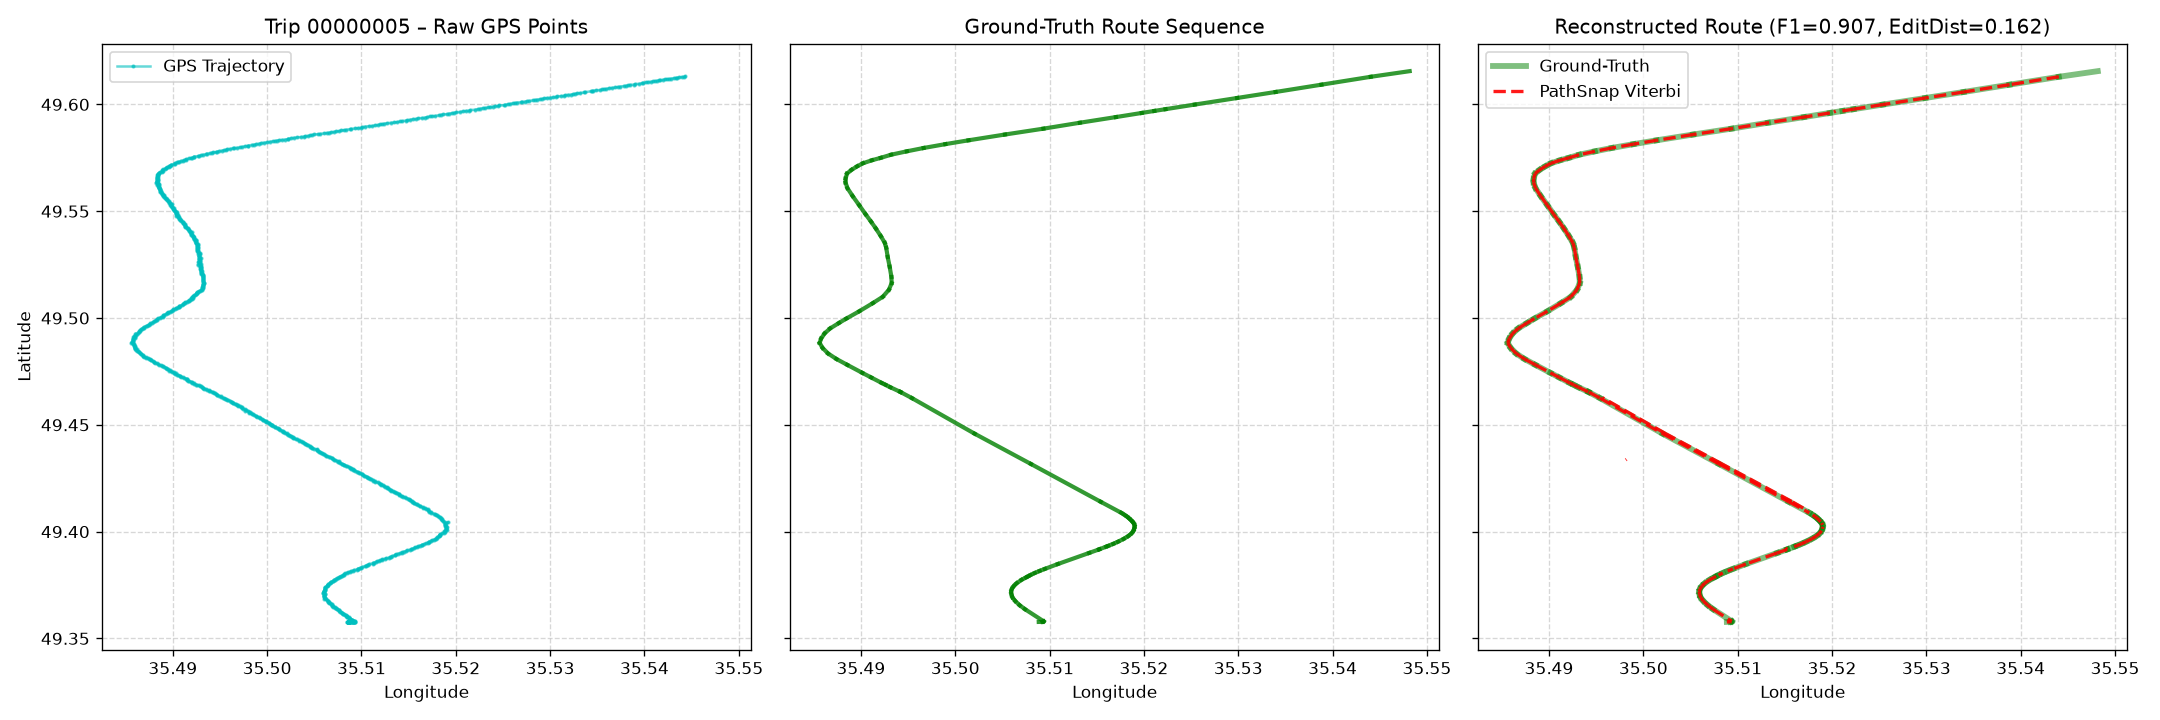 Trip 00000005 – Raw GPS Points
GPS Trajectory
Latitude
49.60
49.55
49.50
49.45
49.40
49.35
35.49 35.50 35.51 35.52 35.53 35.54 35.55
Longitude
Ground-Truth Route Sequence
35.49 35.50 35.51 35.52 35.53 35.54 35.55
Longitude
Reconstructed Route (F1=0.907, EditDist=0.162)
Ground-Truth
PathSnap Viterbi
35.49 35.50 35.51 35.52 35.53 35.54 35.55
Longitude